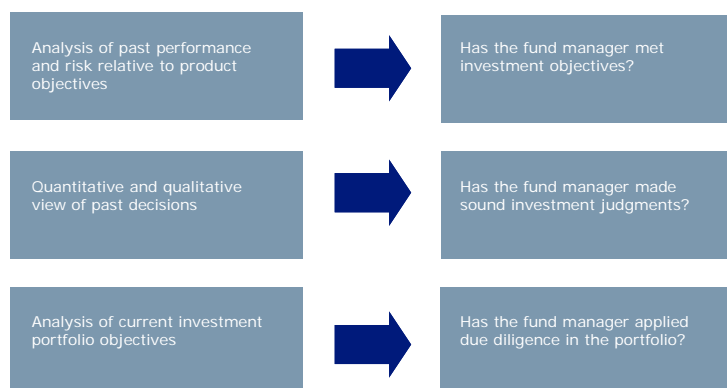 Analysis of past performance
and risk relative to product
objectives
Has the fund manager met
investment objectives?
Quantitative and qualitative
view of past decisions
Has the fund manager made
sound investment judgments?
Analysis of current investment
portfolio objectives
Has the fund manager applied
due diligence in the portfolio?